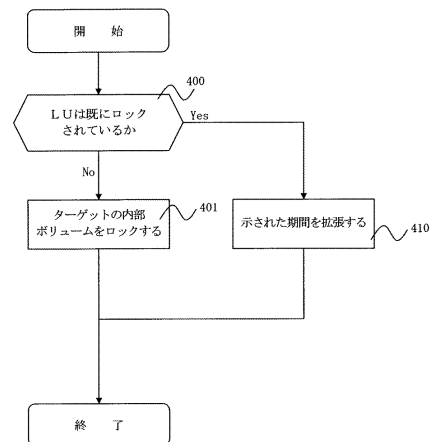 開 始
400
LUは既にロック
されているか
Yes
No
ターゲットの内部
ボリュームをロックする
401
示された期間を拡張する
410
終 了